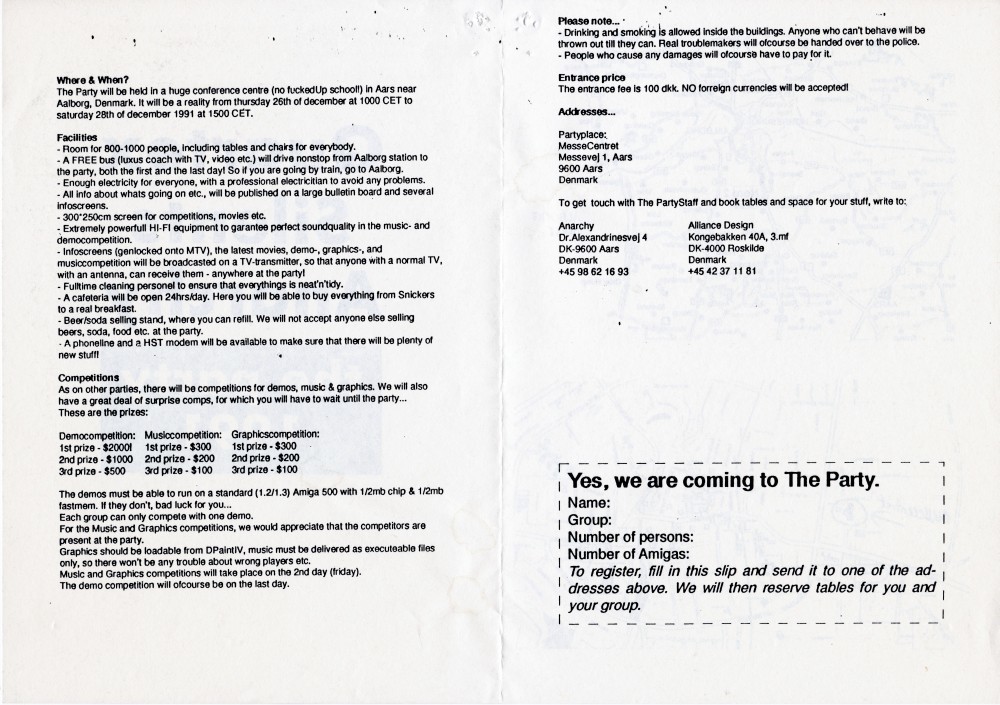 Where & When?
The Party will be held in a huge conference centre (no fuckedUp school!) in Aars near
Aalborg, Denmark. It will be a reality from thursday 26th of december at 1000 CET to
saturday 28th of december 1991 at 1500 CET.
Facilities
- Room for 800-1000 people, including tables and chairs for everybody.
- A FREE bus (luxus coach with TV, video etc.) will drive nonstop from Aalborg station to
the party, both the first and the last day! So if you are going by train, go to Aalborg.
- Enough electricity for everyone, with a professional electricitian to avoid any problems.
- All info about whats going on etc., will be published on a large bulletin board and several
infoscreens.
- 300*250cm screen for competitions, movies etc.
- Extremely powerfull HI-FI equipment to garantee perfect soundquality in the music- and
democompetition.
- Infoscreens (genlocked onto MTV), the latest movies, demo-, graphics-, and
musiccompetition will be broadcasted on a TV-transmitter, so that anyone with a normal TV,
with an antenna, can receive them - anywhere at the party!
- Fulltime cleaning personel to ensure that everythings is neat'n'tidy.
- A cafeteria will be open 24hrs/day. Here you will be able to buy everything from Snickers
to a real breakfast.
- Beer/soda selling stand, where you can refill. We will not accept anyone else selling
beers, soda, food etc. at the party.
- A phoneline and a HST modem will be available to make sure that there will be plenty of
new stuff!
Competitions
As on other parties, there will be competitions for demos, music & graphics. We will also
have a great deal of surprise comps, for which you will have to wait until the party...
These are the prizes:
Democompetition: Musiccompetition: Graphicscompetition:
1st prize - $2000! 1st prize - $300 1st prize - $300
2nd prize - $1000 2nd prize - $200 2nd prize - $200
3rd prize - $500 3rd prize - $100 3rd prize - $100
The demos must be able to run on a standard (1.2/1.3) Amiga 500 with 1/2mb chip & 1/2mb
fastmem. If they don't, bad luck for you...
Each group can only compete with one demo.
For the Music and Graphics competitions, we would appreciate that the competitors are
present at the party.
Graphics should be loadable from DPaintIV, music must be delivered as executeable files
only, so there won't be any trouble about wrong players etc.
Music and Graphics competitions will take place on the 2nd day (friday).
The demo competition will ofcourse be on the last day.
Please note...
- Drinking and smoking is allowed inside the buildings. Anyone who can't behave will be
thrown out till they can. Real troublemakers will ofcourse be handed over to the police.
- People who cause any damages will ofcourse have to pay for it.
Entrance price
The entrance fee is 100 dkk. NO forreign currencies will be accepted!
Addresses...
Partyplace:
MesseCentret
Messevej 1, Aars
9600 Aars
Denmark
To get touch with The PartyStaff and book tables and space for your stuff, write to:
Anarchy
Dr.Alexandrinesvej 4
DK-9600 Aars
Denmark
+45 98 62 16 93
Alliance Design
Kongebakken 40A, 3.mf
DK-4000 Roskilde
Denmark
+45 42 37 11 81
Yes, we are coming to The Party.
Name:
Group:
Number of persons:
Number of Amigas:
To register, fill in this slip and send it to one of the ad-
dresses above. We will then reserve tables for you and
your group.